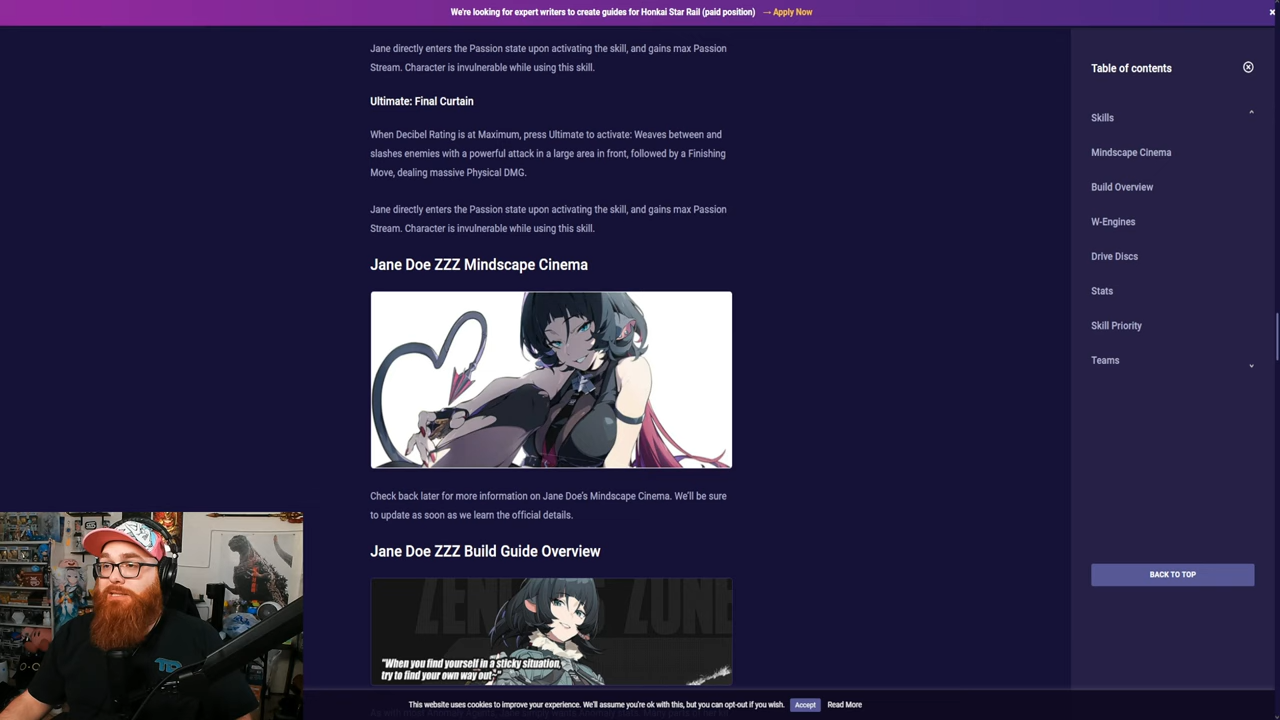 We're looking for expert writers to create guides for Honkai Star Rail (paid position) → Apply Now
Jane directly enters the Passion state upon activating the skill, and gains max Passion
Stream. Character is invulnerable while using this skill.
Ultimate: Final Curtain
When Decibel Rating is at Maximum, press Ultimate to activate: Weaves between and
slashes enemies with a powerful attack in a large area in front, followed by a Finishing
Move, dealing massive Physical DMG.
Jane directly enters the Passion state upon activating the skill, and gains max Passion
Stream. Character is invulnerable while using this skill.
Jane Doe ZZZ Mindscape Cinema
Check back later for more information on Jane Doe's Mindscape Cinema. We'll be sure
to update as soon as we learn the official details.
Jane Doe ZZZ Build Guide Overview
"When you find yourself in a sticky situation,
try to find your own way out~"
Table of contents
Skills
Mindscape Cinema
Build Overview
W-Engines
Drive Discs
Stats
Skill Priority
Teams
BACK TO TOP
This website uses cookies to improve your experience. We'll assume you're ok with this, but you can opt-out if you wish. Accept Read More